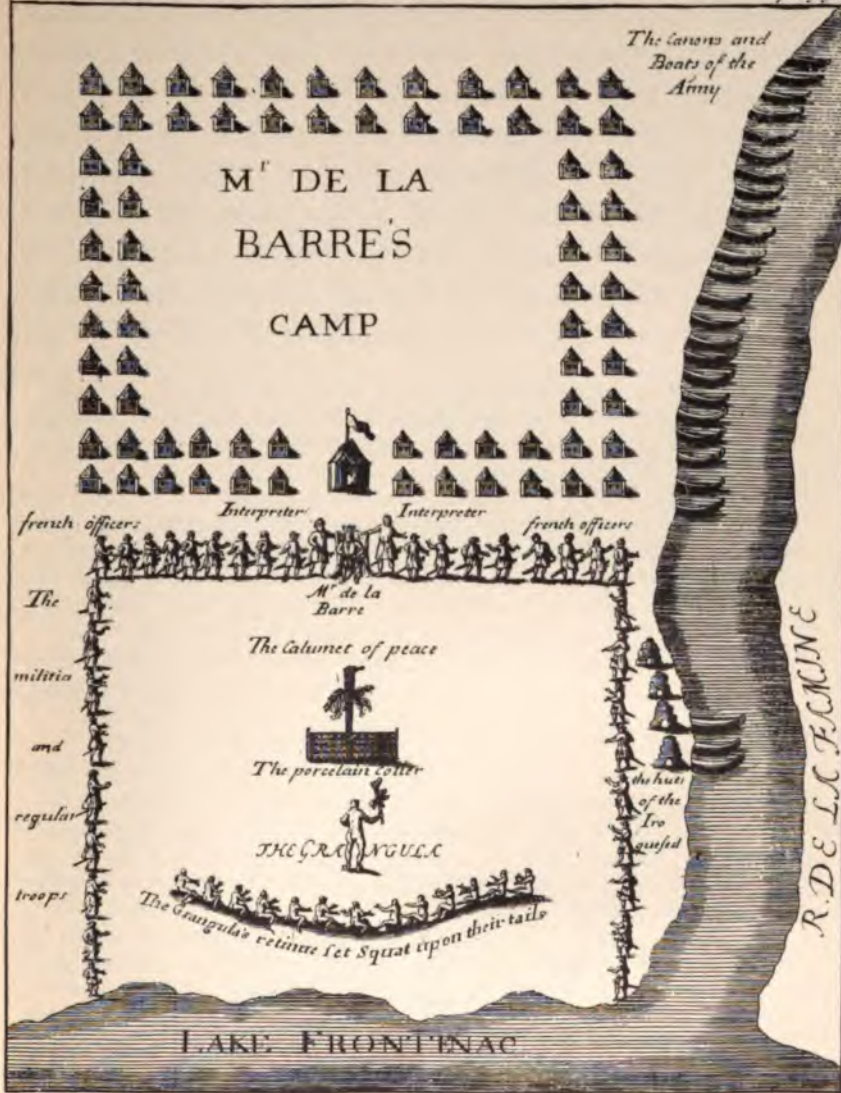 The Canons and
Boats of the
Army
Mʳ DE LA
BARRE'S
CAMP
Interpreter Interpreter
french officers french officers
Mʳ de la
Barre
The
militia
and
regular
troops
The Calumet of peace
The porcelain Coller
the huts
of the
Iro
quese
THE GRANGULA
The Grangula's retinue set Squat upon their tails
R. DE LA FAMINE
LAKE FRONTENAC